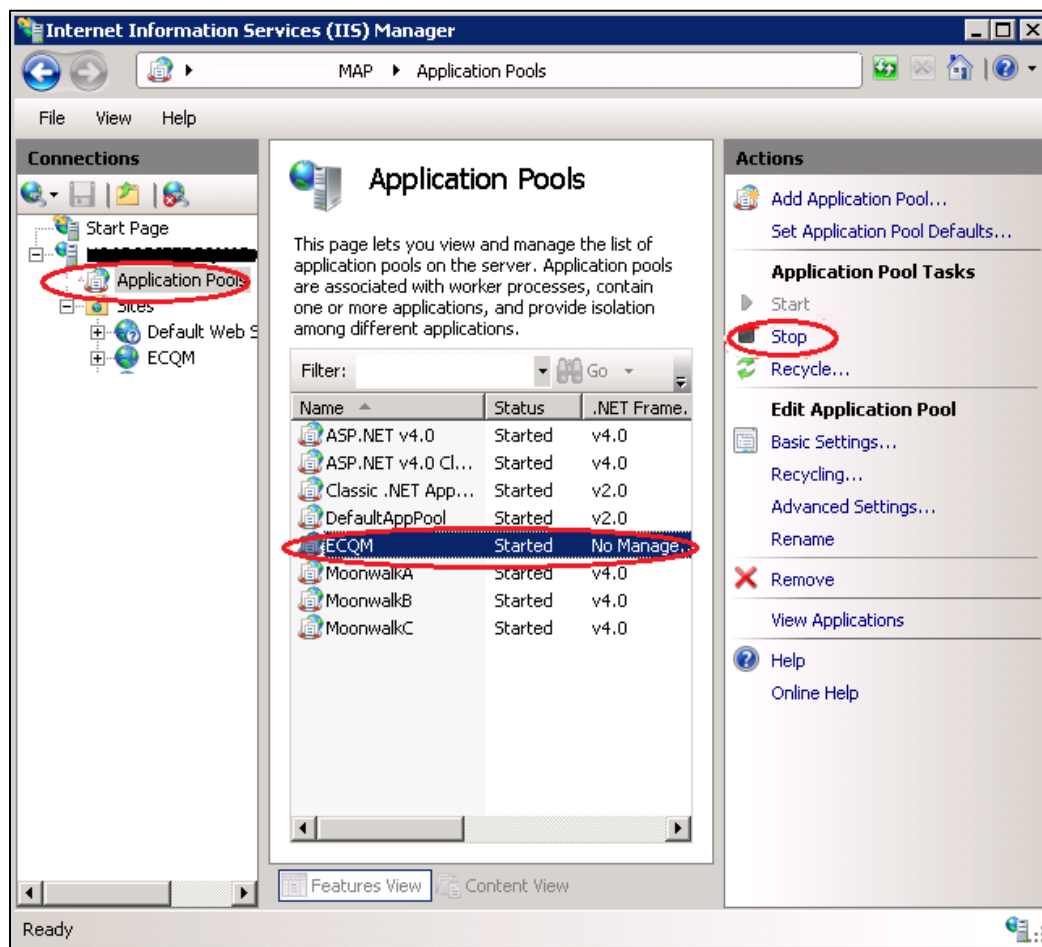 Internet Information Services (IIS) Manager
MAP Application Pools
File View Help
Connections
Start Page
Application Pools
Sites
Default Web S
ECQM
Application Pools
This page lets you view and manage the list of
application pools on the server. Application pools
are associated with worker processes, contain
one or more applications, and provide isolation
among different applications.
Filter: Go
Name Status .NET Frame.
ASP.NET v4.0 Started v4.0
ASP.NET v4.0 Cl... Started v4.0
Classic .NET App... Started v2.0
DefaultAppPool Started v2.0
ECQM Started No Manage.
MoonwalkA Started v4.0
MoonwalkB Started v4.0
MoonwalkC Started v4.0
Features View Content View
Actions
Add Application Pool...
Set Application Pool Defaults...
Application Pool Tasks
Start
Stop
Recycle...
Edit Application Pool
Basic Settings...
Recycling...
Advanced Settings...
Rename
Remove
View Applications
Help
Online Help
Ready